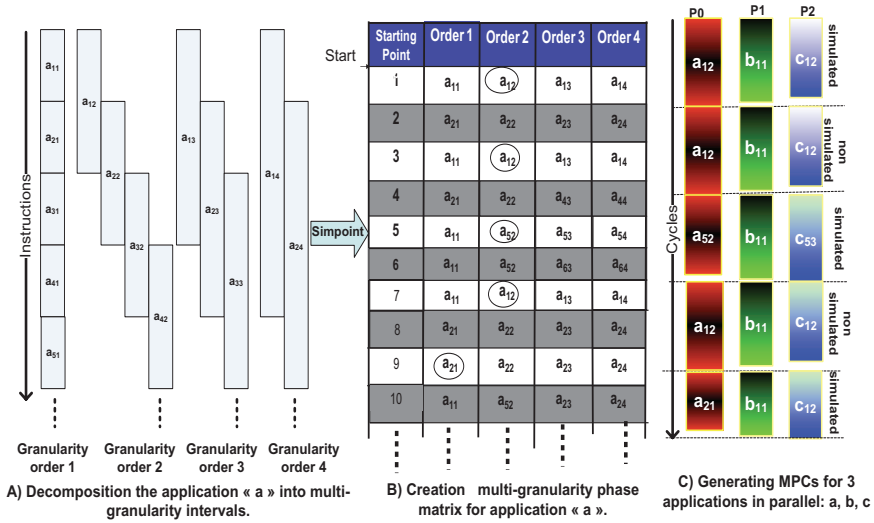 Instructions
a11
a21
a31
a41
a51
a12
a22
a32
a42
a13
a23
a33
a14
a24
Granularity order 1
Granularity order 2
Granularity order 3
Granularity order 4
A) Decomposition the application « a » into multi-
granularity intervals.
Simpoint
Start
Starting Point Order 1 Order 2 Order 3 Order 4
1 a11 a12 a13 a14
2 a21 a22 a23 a24
3 a11 a12 a13 a14
4 a21 a22 a43 a44
5 a11 a52 a53 a54
6 a11 a52 a63 a64
7 a11 a12 a13 a14
8 a21 a22 a23 a24
9 a21 a22 a23 a24
10 a11 a52 a23 a24
B) Creation multi-granularity phase
matrix for application « a ».
Cycles
P0 P1 P2
a12 b11 c12 simulated
a12 b11 c12 non simulated
a52 b11 c53 simulated
a12 b11 c12 non simulated
a21 b11 c12 simulated
C) Generating MPCs for 3
applications in parallel: a, b, c